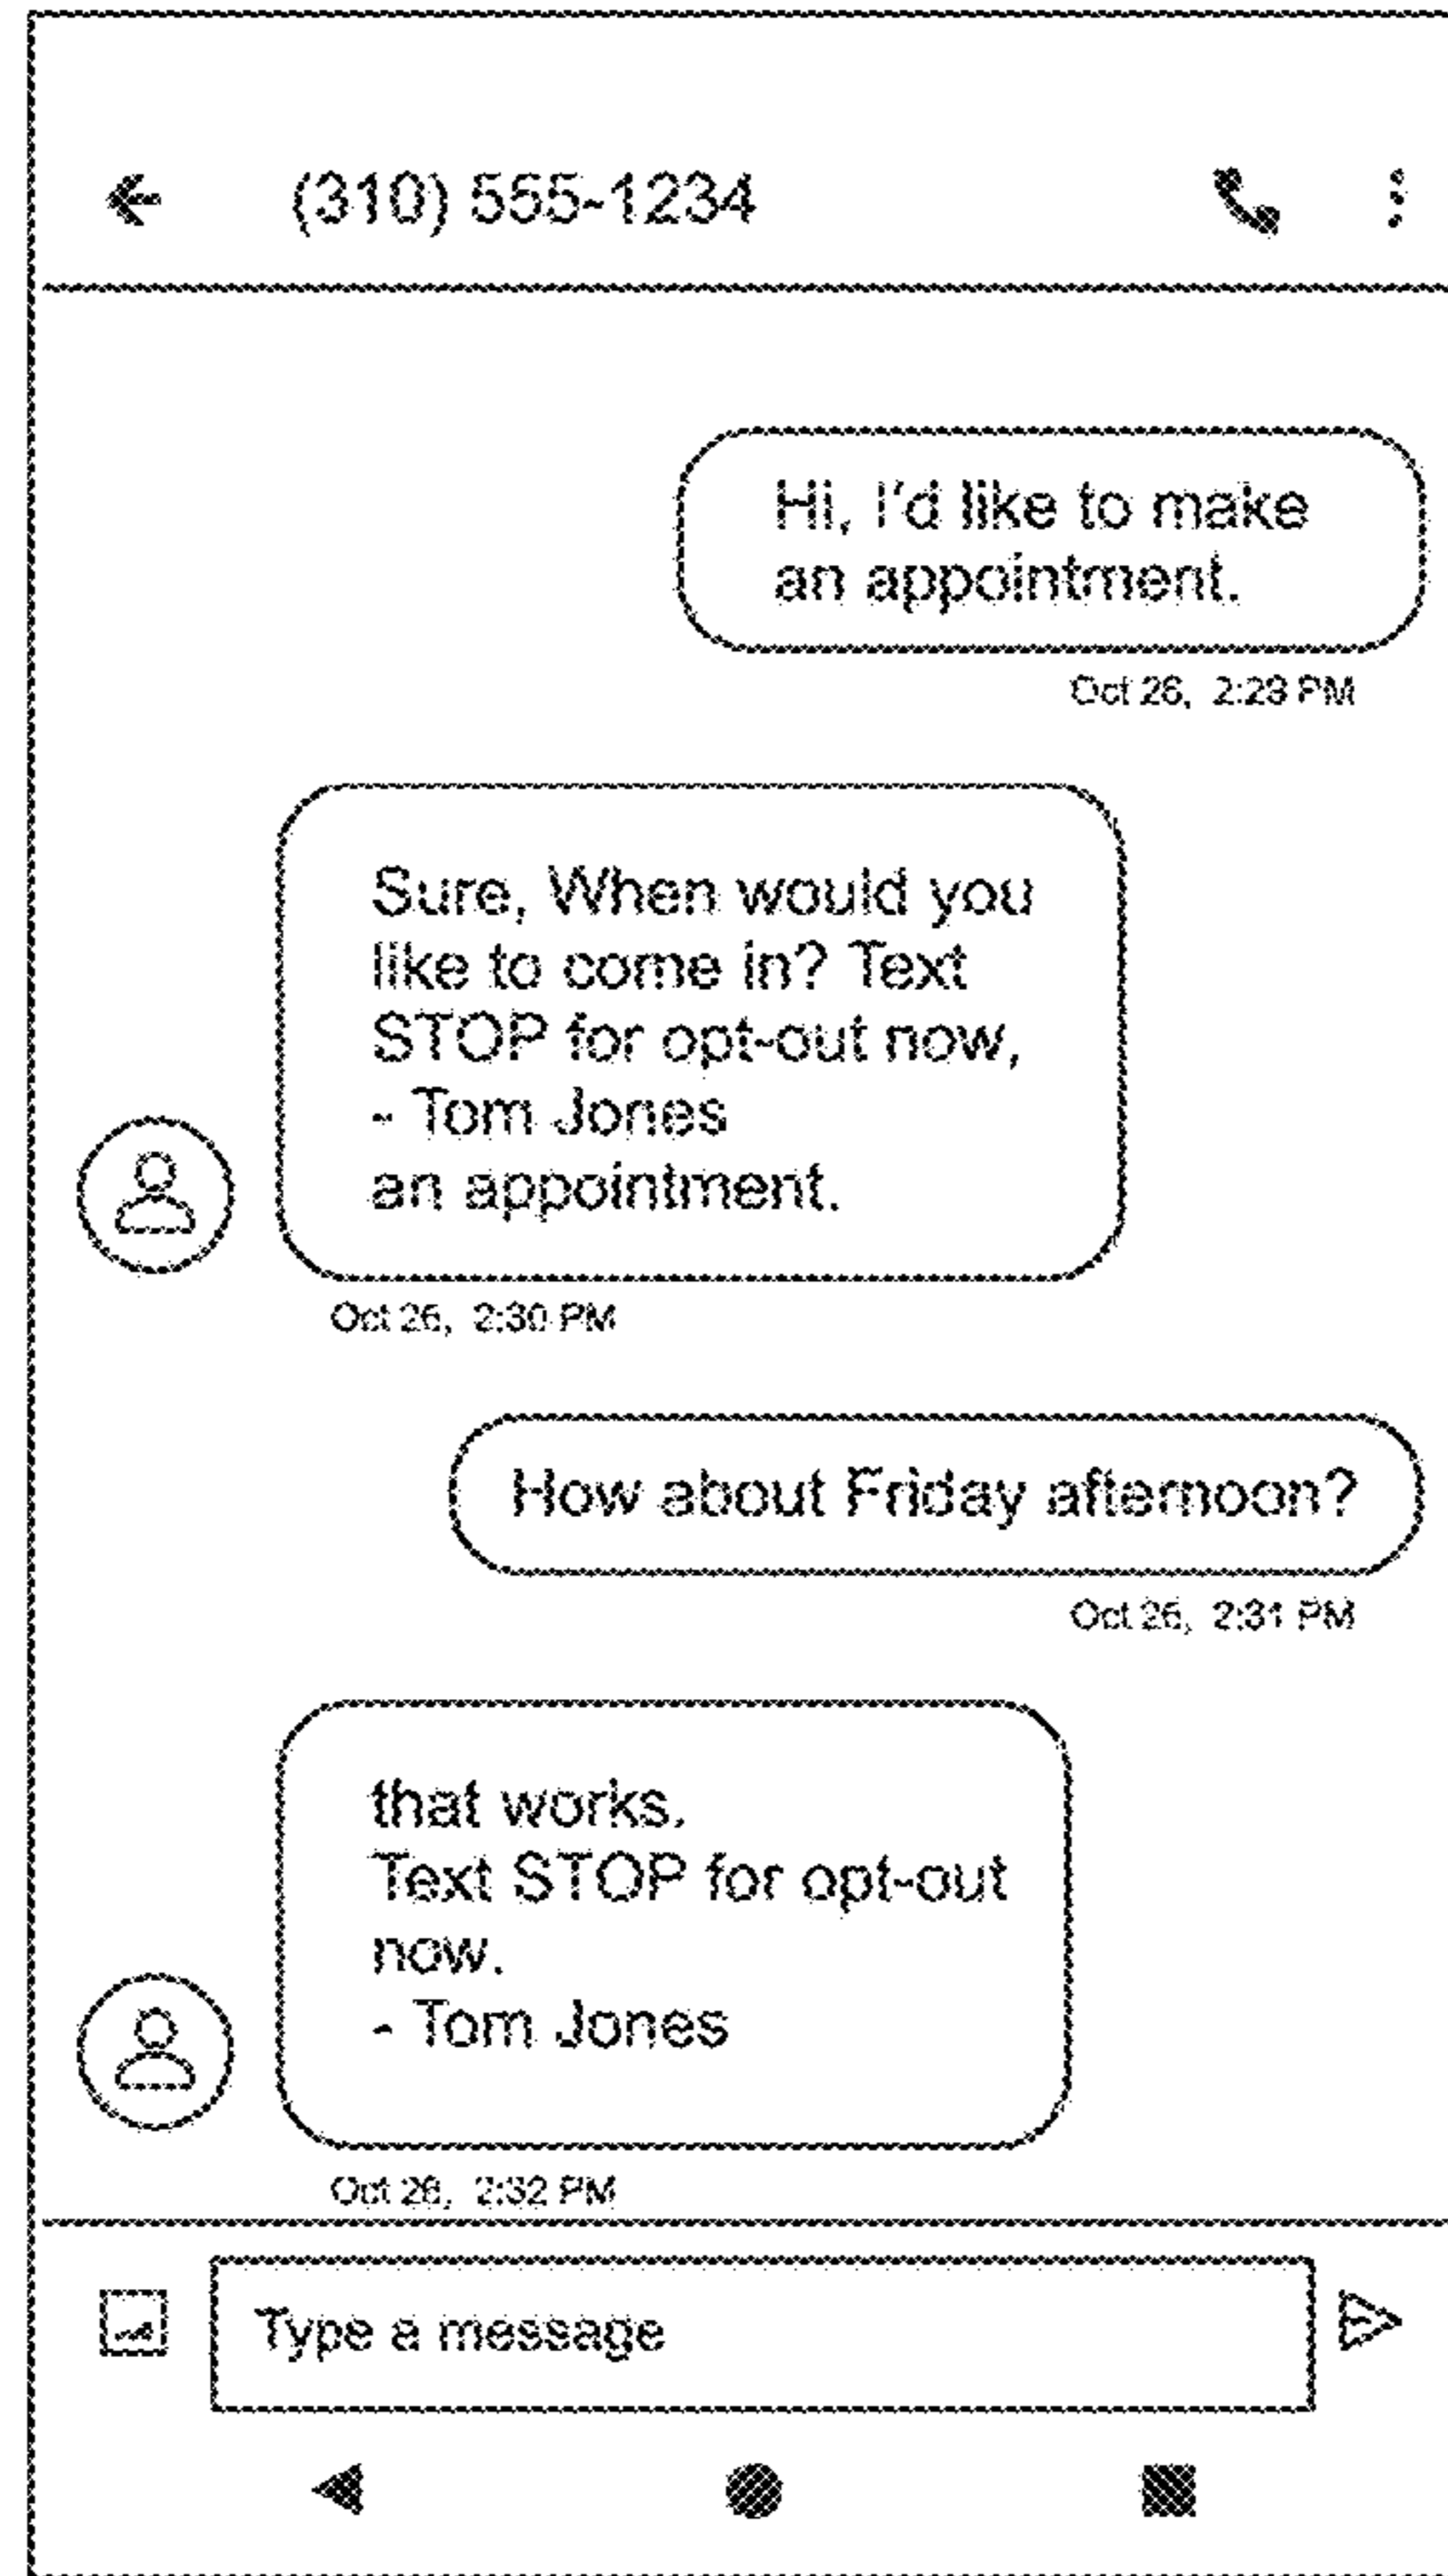 (310) 555-1234
Hi, I'd like to make
an appointment.
Oct 26, 2:29 PM
Sure, When would you
like to come in? Text
STOP for opt-out now,
- Tom Jones
an appointment.
Oct 26, 2:30 PM
How about Friday afternoon?
Oct 26, 2:31 PM
that works.
Text STOP for opt-out
now.
- Tom Jones
Oct 26, 2:32 PM
Type a message